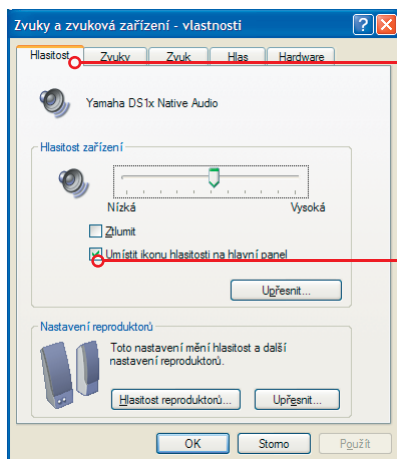 Zvuky a zvuková zařízení - vlastnosti
Hlasitost Zvuky Zvuk Hlas Hardware
Yamaha DS1x Native Audio
Hlasitost zařízení
Nízká Vysoká
Ztlumit
Umístit ikonu hlasitosti na hlavní panel
Upřesnit...
Nastavení reproduktorů
Toto nastavení mění hlasitost a další
nastavení reproduktorů.
Hlasitost reproduktorů... Upřesnit...
OK Storno Použít